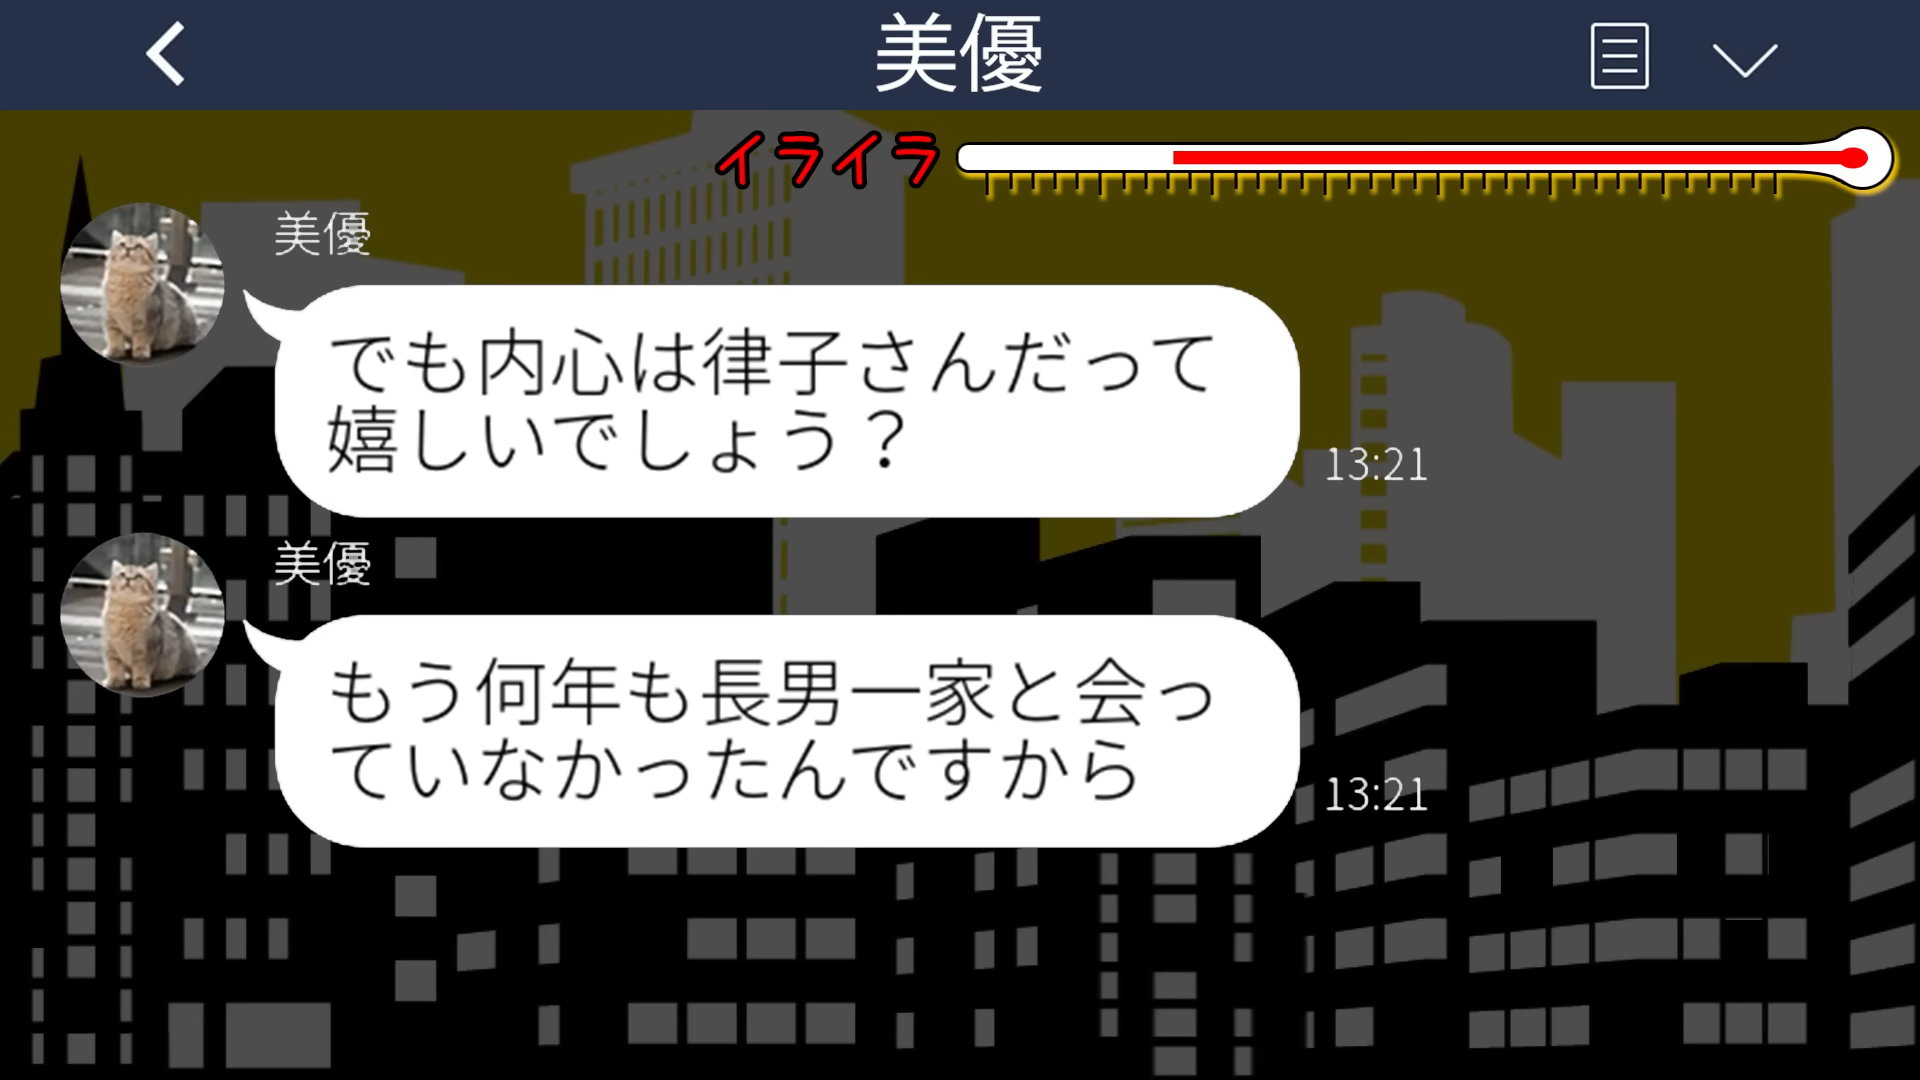 美優
イライラ
美優
でも内心は律子さんだって
嬉しいでしょう？
13:21
美優
もう何年も長男一家と会っ
ていなかったんですから
13:21